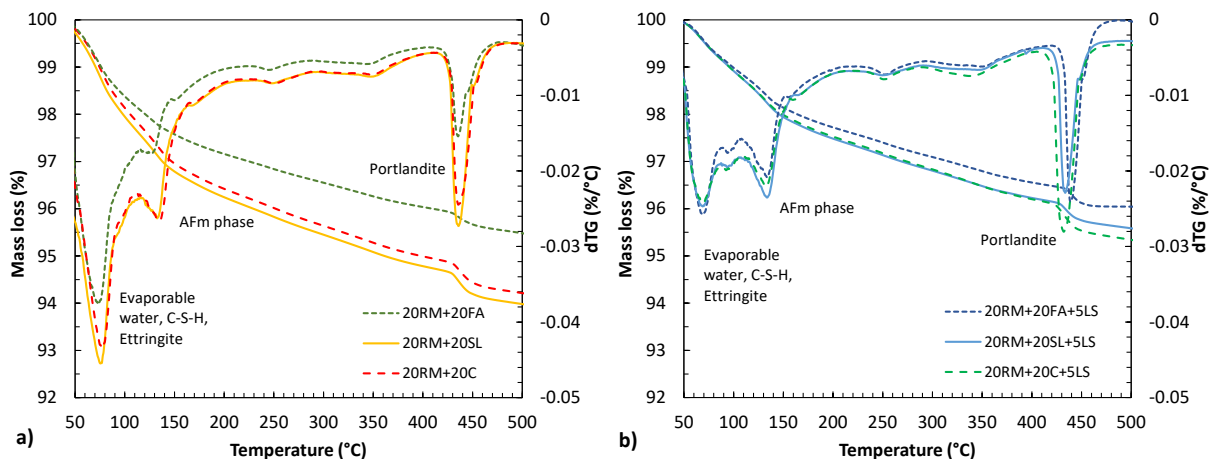 100
99
98
97
96
95
94
93
92
Mass loss (%)
0
-0.01
-0.02
-0.03
-0.04
-0.05
dTG (%/°C)
Portlandite
AFm phase
Evaporable
water, C-S-H,
Ettringite
20RM+20FA
20RM+20SL
20RM+20C
50 100 150 200 250 300 350 400 450 500
Temperature (°C)
a)
100
99
98
97
96
95
94
93
92
Mass loss (%)
0
-0.01
-0.02
-0.03
-0.04
-0.05
dTG (%/°C)
AFm phase
Portlandite
Evaporable
water, C-S-H,
Ettringite
20RM+20FA+5LS
20RM+20SL+5LS
20RM+20C+5LS
50 100 150 200 250 300 350 400 450 500
Temperature (°C)
b)